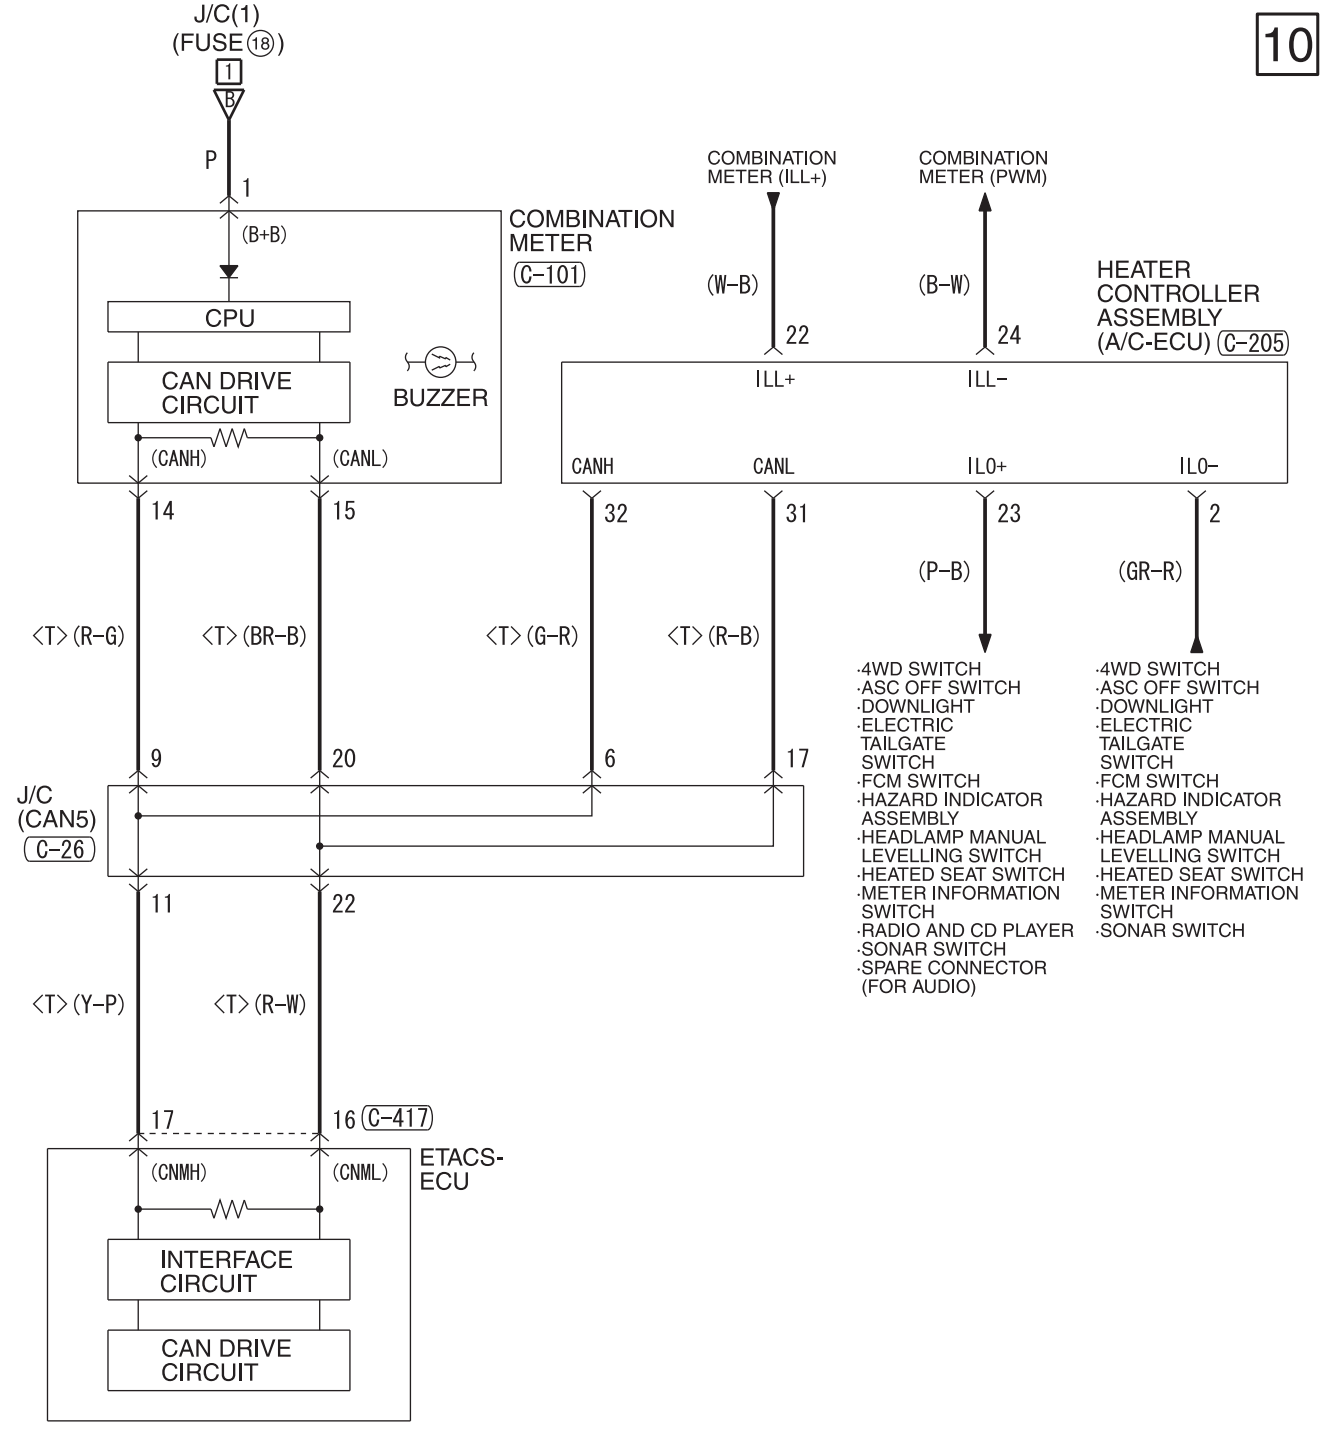 J/C(1)
(FUSE 18)
10
1
B
P
1
COMBINATION
METER
C-101
(B+B)
CPU
CAN DRIVE
CIRCUIT
BUZZER
(CANH)
(CANL)
14
15
COMBINATION
METER (ILL+)
COMBINATION
METER (PWM)
(W-B)
(B-W)
22
24
HEATER
CONTROLLER
ASSEMBLY
(A/C-ECU) C-205
ILL+
ILL-
CANH
CANL
ILO+
ILO-
32
31
23
2
(P-B)
(GR-R)
<T>(R-G)
<T>(BR-B)
<T>(G-R)
<T>(R-B)
·4WD SWITCH
·ASC OFF SWITCH
·DOWNLIGHT
·ELECTRIC
TAILGATE
SWITCH
·FCM SWITCH
·HAZARD INDICATOR
ASSEMBLY
·HEADLAMP MANUAL
LEVELLING SWITCH
·HEATED SEAT SWITCH
·METER INFORMATION
SWITCH
·RADIO AND CD PLAYER
·SONAR SWITCH
·SPARE CONNECTOR
(FOR AUDIO)
·4WD SWITCH
·ASC OFF SWITCH
·DOWNLIGHT
·ELECTRIC
TAILGATE
SWITCH
·FCM SWITCH
·HAZARD INDICATOR
ASSEMBLY
·HEADLAMP MANUAL
LEVELLING SWITCH
·HEATED SEAT SWITCH
·METER INFORMATION
SWITCH
·SONAR SWITCH
9
20
6
17
J/C
(CAN5)
C-26
11
22
<T>(Y-P)
<T>(R-W)
17
16 C-417
ETACS-
ECU
(CNMH)
(CNML)
INTERFACE
CIRCUIT
CAN DRIVE
CIRCUIT